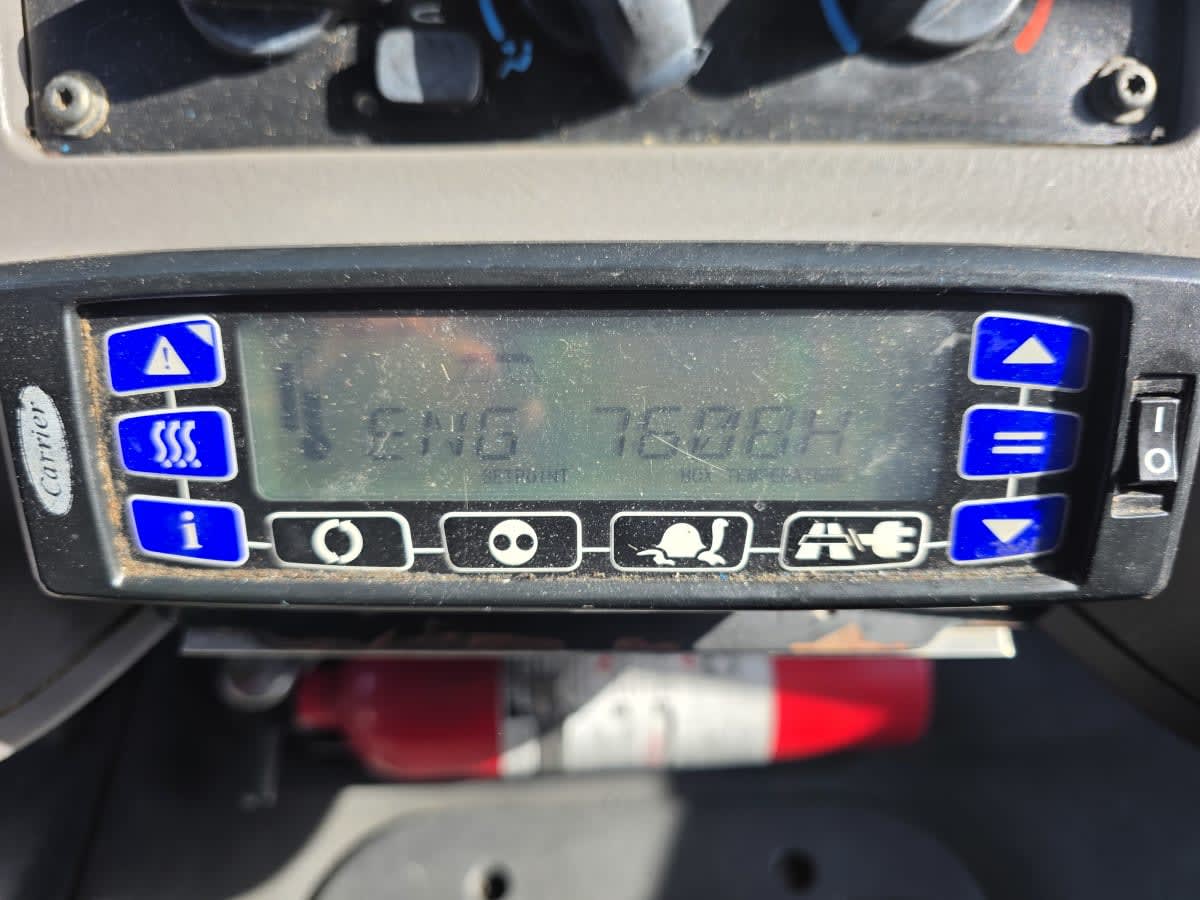 Carrier
ENG 7608H
SETPOINT BOX TEMPERATURE
i
I
O